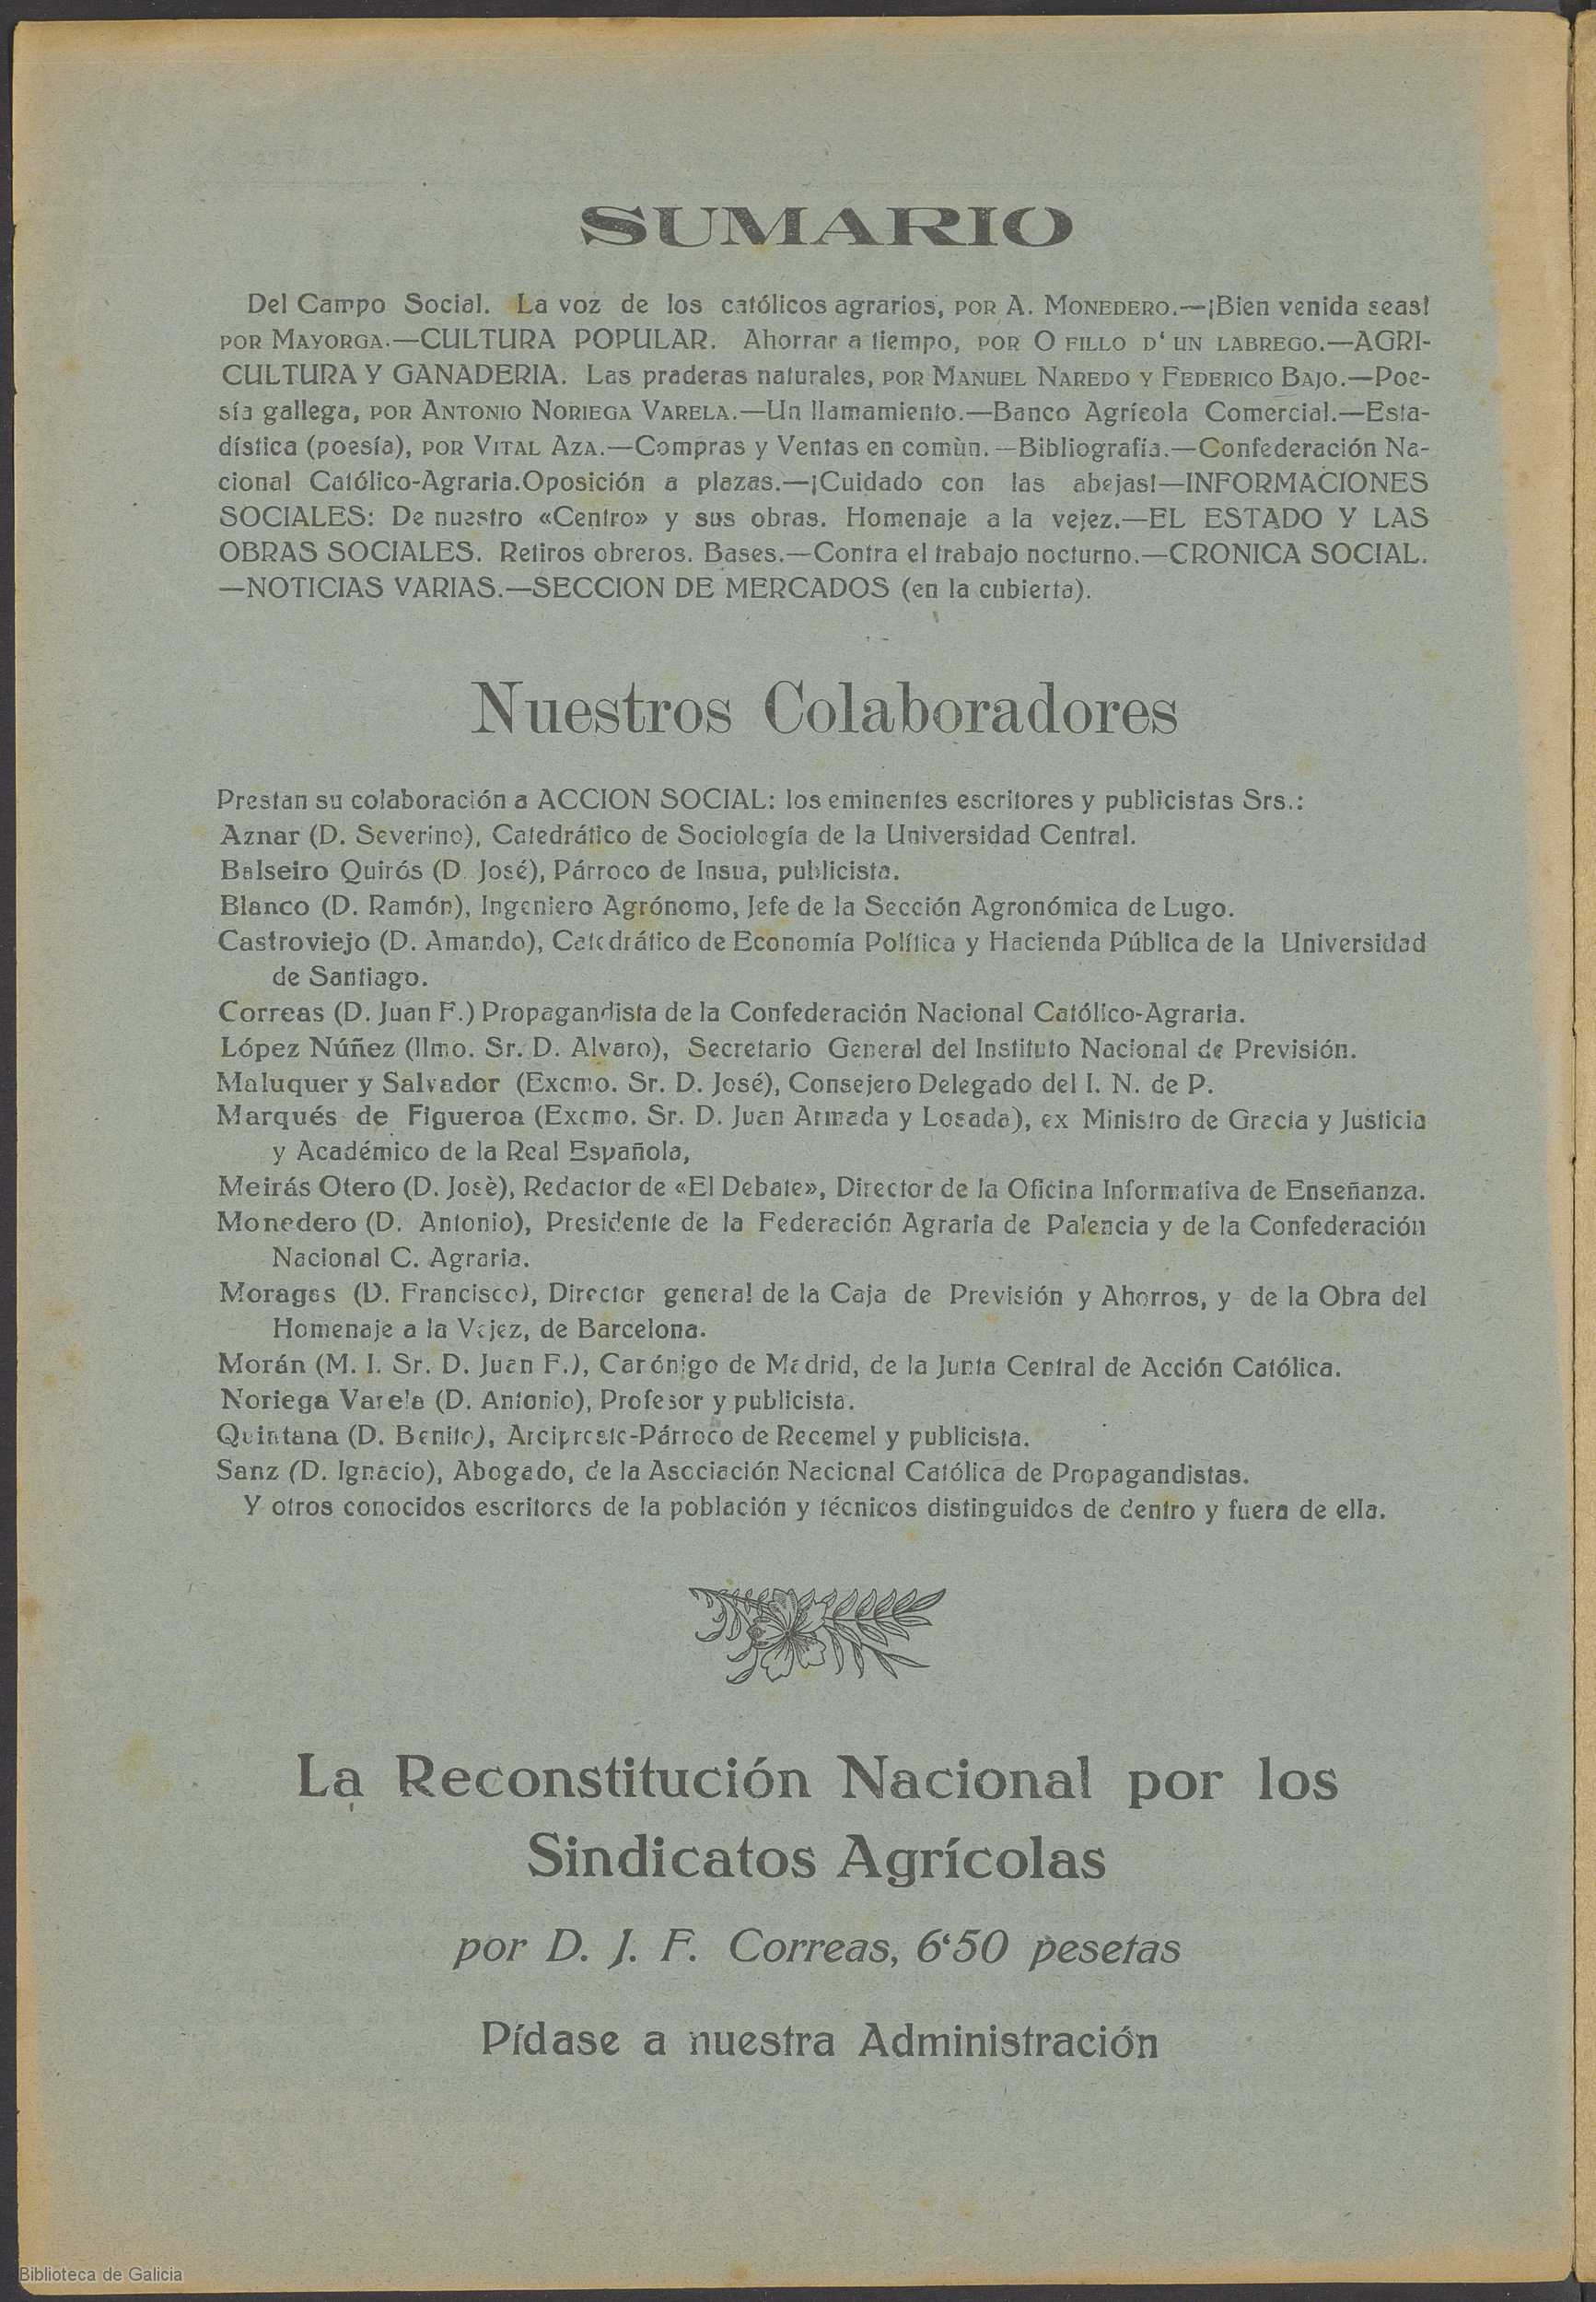 SUMARIO
Del Campo Social. La voz de los católicos agrarios, POR A. MONEDERO.—¡Bien venida seas!
POR MAYORGA.—CULTURA POPULAR. Ahorrar a tiempo, POR O FILLO D' UN LABREGO.—AGRI-
CULTURA Y GANADERIA. Las praderas naturales, POR MANUEL NAREDO Y FEDERICO BAJO.—Poe-
sía gallega, POR ANTONIO NORIEGA VARELA.—Un llamamiento.—Banco Agrícola Comercial.—Esta-
dística (poesía), POR VITAL AZA.—Compras y Ventas en comùn.—Bibliografía.—Confederación Na-
cional Católico-Agraria.Oposición a plazas.—¡Cuidado con las abejas!—INFORMACIONES
SOCIALES: De nuestro «Centro» y sus obras. Homenaje a la vejez.—EL ESTADO Y LAS
OBRAS SOCIALES. Retiros obreros. Bases.—Contra el trabajo nocturno.—CRONICA SOCIAL.
—NOTICIAS VARIAS.—SECCION DE MERCADOS (en la cubierta).
Nuestros Colaboradores
Prestan su colaboración a ACCION SOCIAL: los eminentes escritores y publicistas Srs.:
Aznar (D. Severino), Catedrático de Sociología de la Universidad Central.
Balseiro Quirós (D. José), Párroco de Insua, publicista.
Blanco (D. Ramón), Ingeniero Agrónomo, Jefe de la Sección Agronómica de Lugo.
Castroviejo (D. Amando), Catedrático de Economía Política y Hacienda Pública de la Universidad
de Santiago.
Correas (D. Juan F.) Propagandista de la Confederación Nacional Católico-Agraria.
López Núñez (Ilmo. Sr. D. Alvaro), Secretario General del Instituto Nacional de Previsión.
Maluquer y Salvador (Excmo. Sr. D. José), Consejero Delegado del I. N. de P.
Marqués de Figueroa (Excmo. Sr. D. Juan Armada y Losada), ex Ministro de Gracia y Justicia
y Académico de la Real Española,
Meirás Otero (D. Josè), Redactor de «El Debate», Director de la Oficina Informativa de Enseñanza.
Monedero (D. Antonio), Presidente de la Federación Agraria de Palencia y de la Confederación
Nacional C. Agraria.
Moragas (D. Francisco), Director general de la Caja de Previsión y Ahorros, y de la Obra del
Homenaje a la Vejez, de Barcelona.
Morán (M. I. Sr. D. Juan F.), Canónigo de Madrid, de la Junta Central de Acción Católica.
Noriega Varela (D. Antonio), Profesor y publicista.
Quintana (D. Benito), Arcipreste-Párroco de Recemel y publicista.
Sanz (D. Ignacio), Abogado, de la Asociación Nacional Católica de Propagandistas.
Y otros conocidos escritores de la población y técnicos distinguidos de dentro y fuera de ella.
La Reconstitución Nacional por los
Sindicatos Agrícolas
por D. J. F. Correas, 6'50 pesetas
Pídase a nuestra Administración
Biblioteca de Galicia